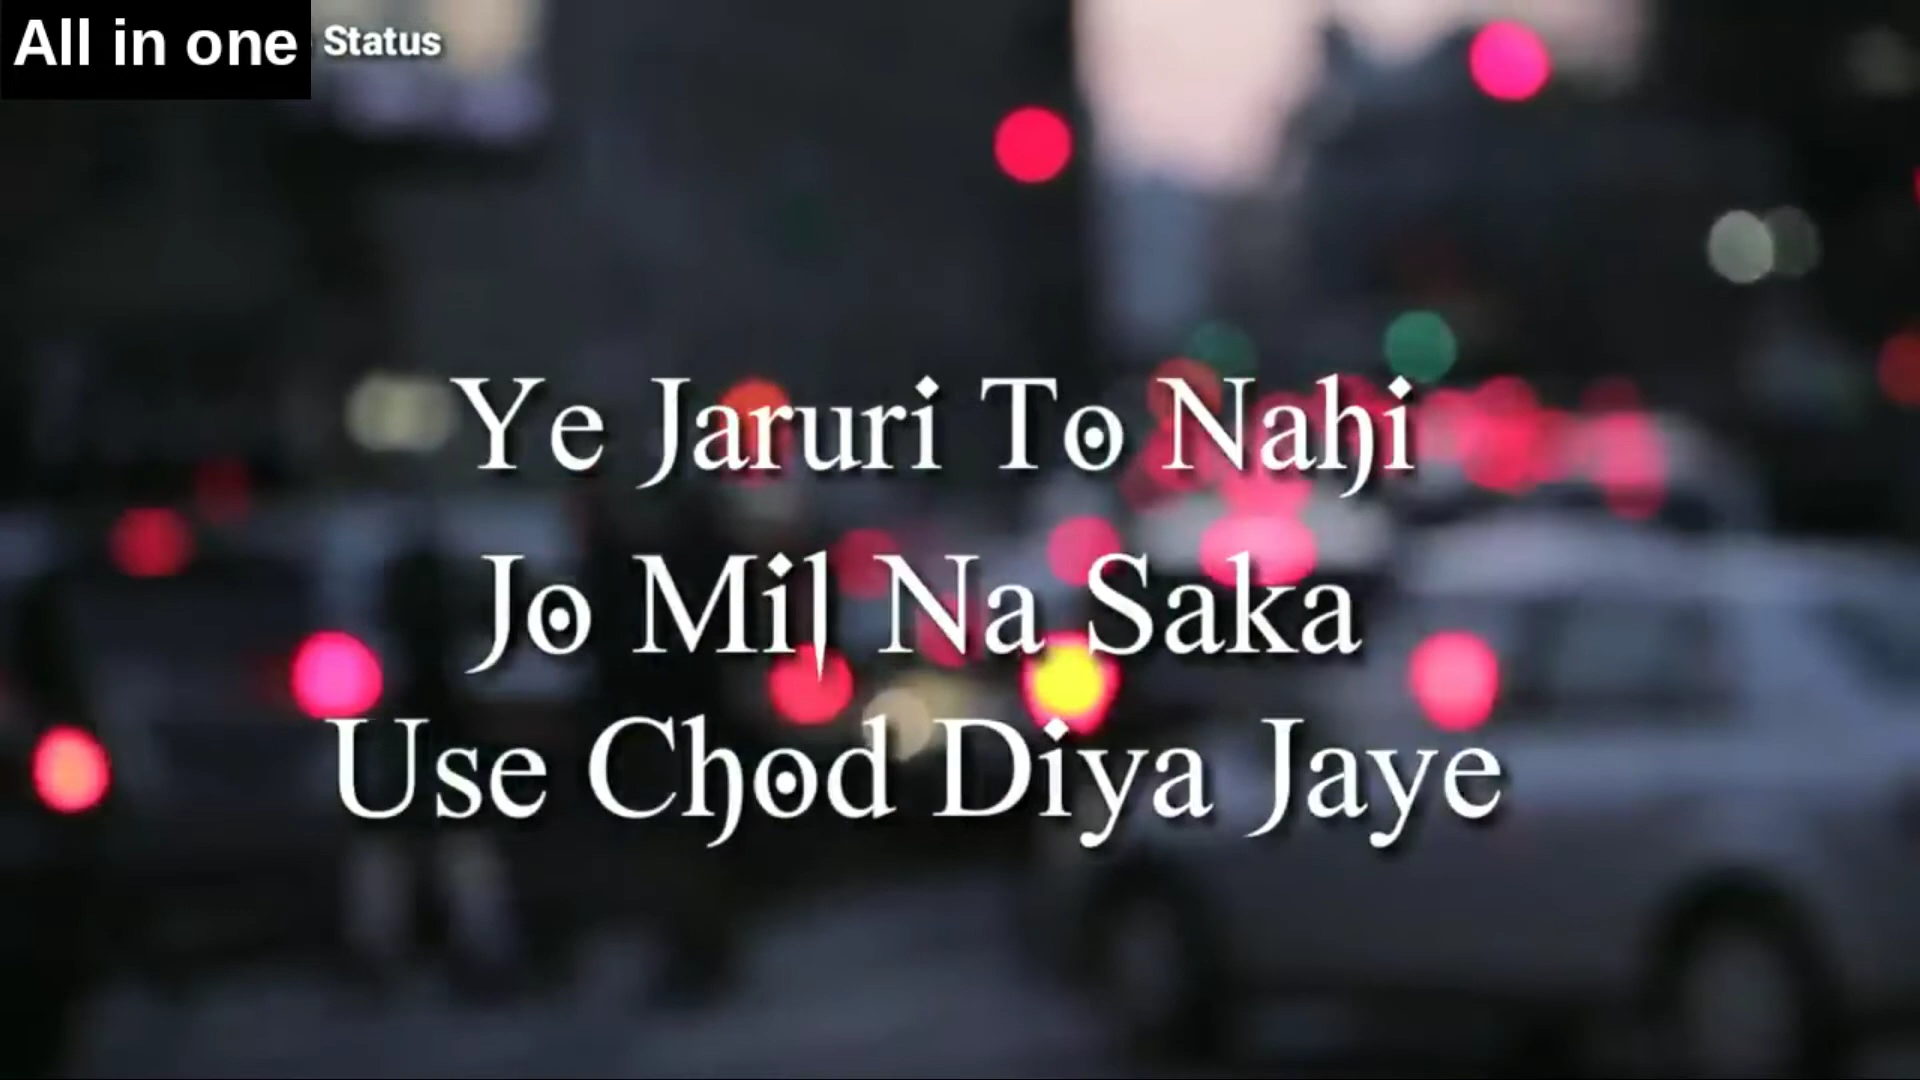 All in one Status
Ye Jaruri To Nahi
Jo Mil Na Saka
Use Chod Diya Jaye